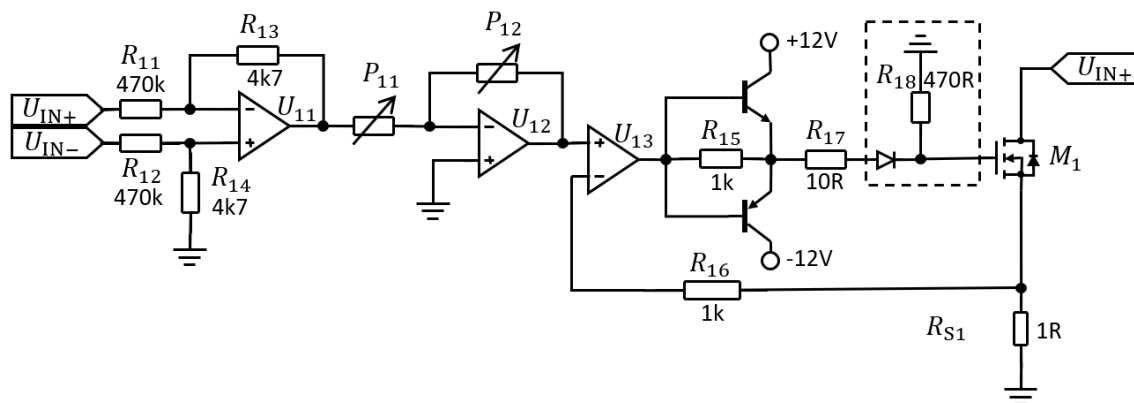 R13
4k7
R11
470k
UIN+
UIN−
R12
470k
R14
4k7
U11
P11
P12
U12
U13
+12V
R15
1k
-12V
R16
1k
R17
10R
R18 470R
UIN+
M1
RS1
1R